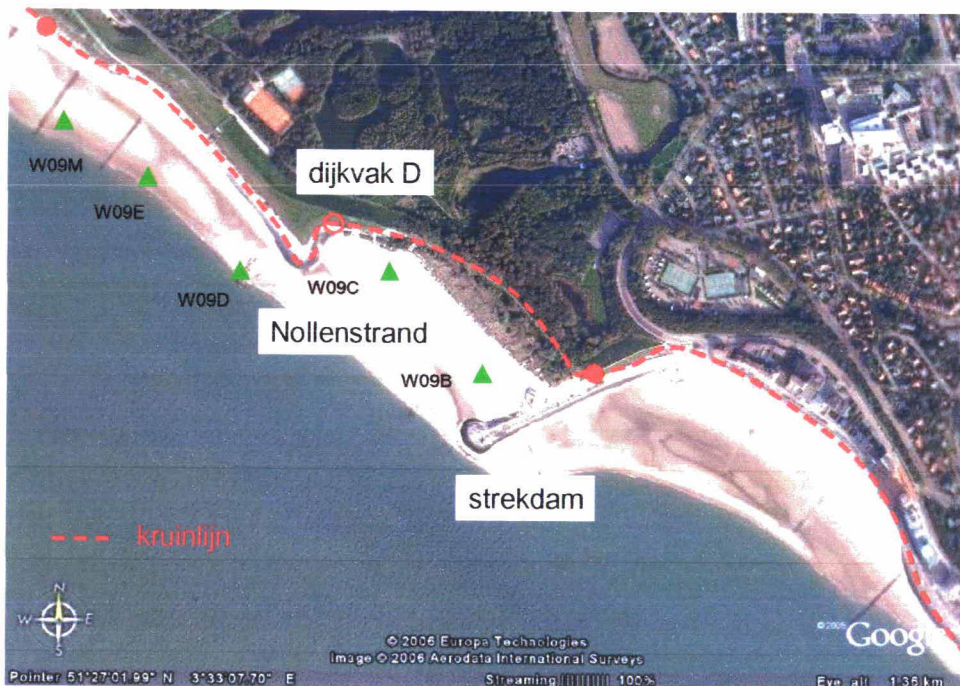 dijkvak D
W09M
W09E
W09D
W09C
Nollenstrand
W09B
strekdam
kruinlijn
N
W E
S
© 2006 Europa Technologies
Image © 2006 Aerodata International Surveys
© 2005 Google
Pointer 51°27'01.99" N 3°33'07.70" E
Streaming |||||||||| 100%
Eye alt 1.36 km